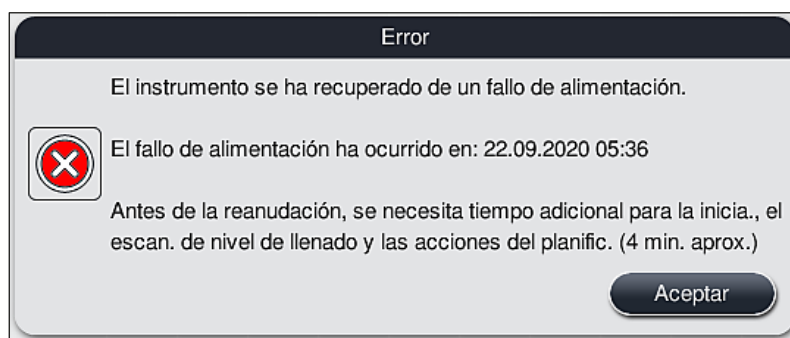 Error
El instrumento se ha recuperado de un fallo de alimentación.
El fallo de alimentación ha ocurrido en: 22.09.2020 05:36
Antes de la reanudación, se necesita tiempo adicional para la inicia., el
escan. de nivel de llenado y las acciones del planific. (4 min. aprox.)
Aceptar